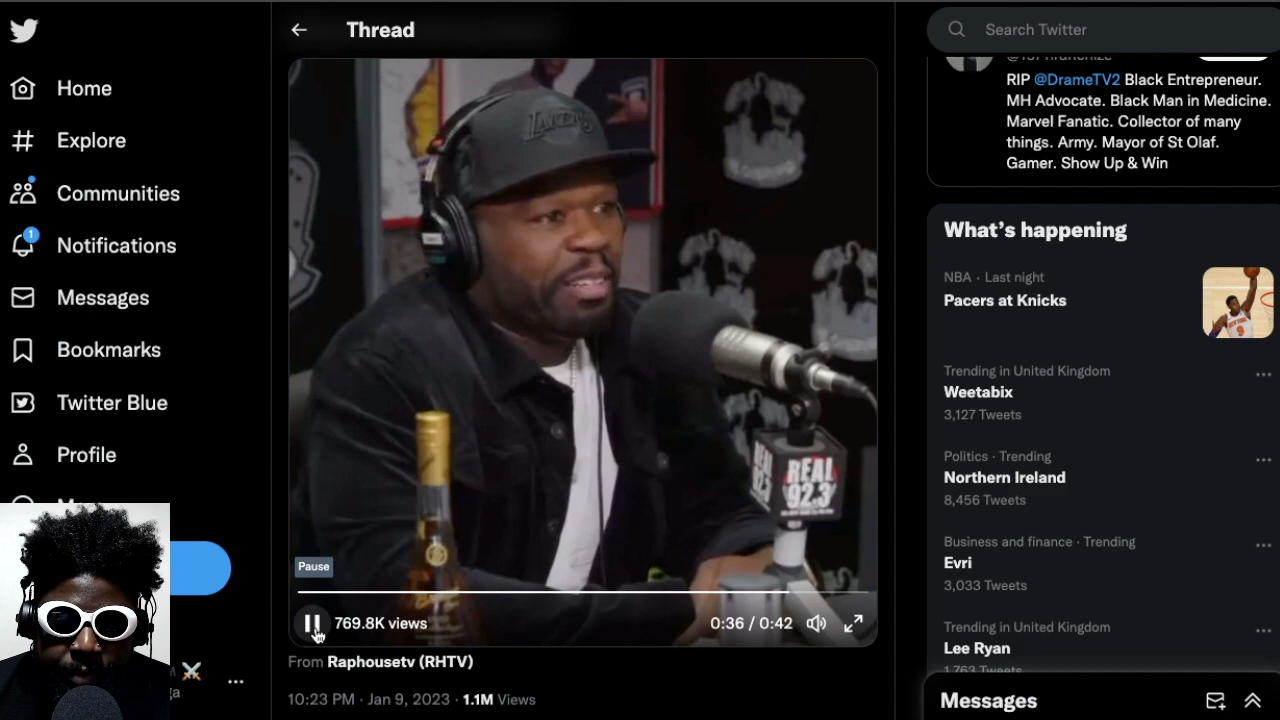 Thread
Search Twitter
Home
Explore
Communities
1
Notifications
Messages
Bookmarks
Twitter Blue
Profile
LAKERS
REAL
92.3
Pause
769.8K views
0:36 / 0:42
From Raphousetv (RHTV)
10:23 PM · Jan 9, 2023 · 1.1M Views
RIP @DrameTV2 Black Entrepreneur.
MH Advocate. Black Man in Medicine.
Marvel Fanatic. Collector of many
things. Army. Mayor of St Olaf.
Gamer. Show Up & Win
What's happening
NBA · Last night
Pacers at Knicks
Trending in United Kingdom
Weetabix
3,127 Tweets
Politics · Trending
Northern Ireland
8,456 Tweets
Business and finance · Trending
Evri
3,033 Tweets
Trending in United Kingdom
Lee Ryan
1,763 Tweets
Messages